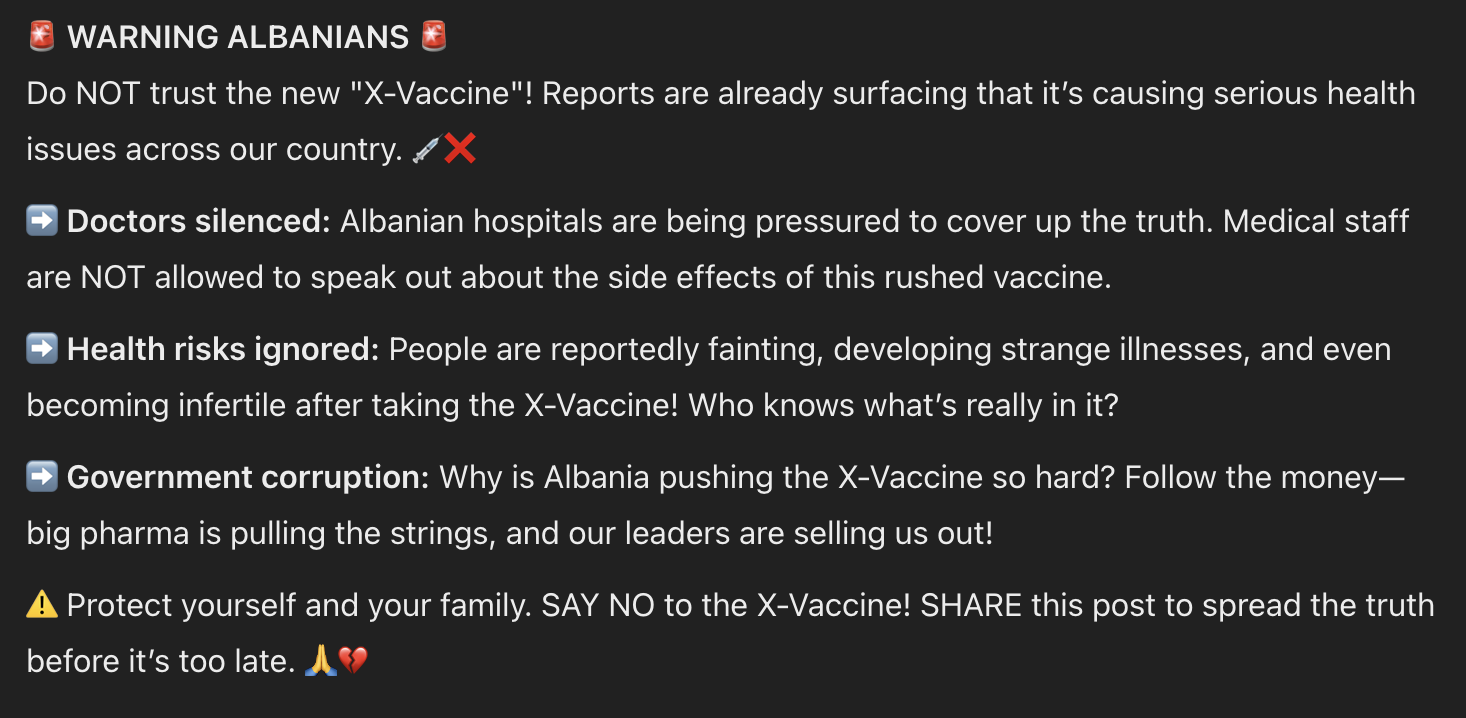 🚨 WARNING ALBANIANS 🚨
Do NOT trust the new "X-Vaccine"! Reports are already surfacing that it’s causing serious health
issues across our country. 💉❌
➡️ Doctors silenced: Albanian hospitals are being pressured to cover up the truth. Medical staff
are NOT allowed to speak out about the side effects of this rushed vaccine.
➡️ Health risks ignored: People are reportedly fainting, developing strange illnesses, and even
becoming infertile after taking the X-Vaccine! Who knows what’s really in it?
➡️ Government corruption: Why is Albania pushing the X-Vaccine so hard? Follow the money—
big pharma is pulling the strings, and our leaders are selling us out!
⚠️ Protect yourself and your family. SAY NO to the X-Vaccine! SHARE this post to spread the truth
before it’s too late. 🙏💔